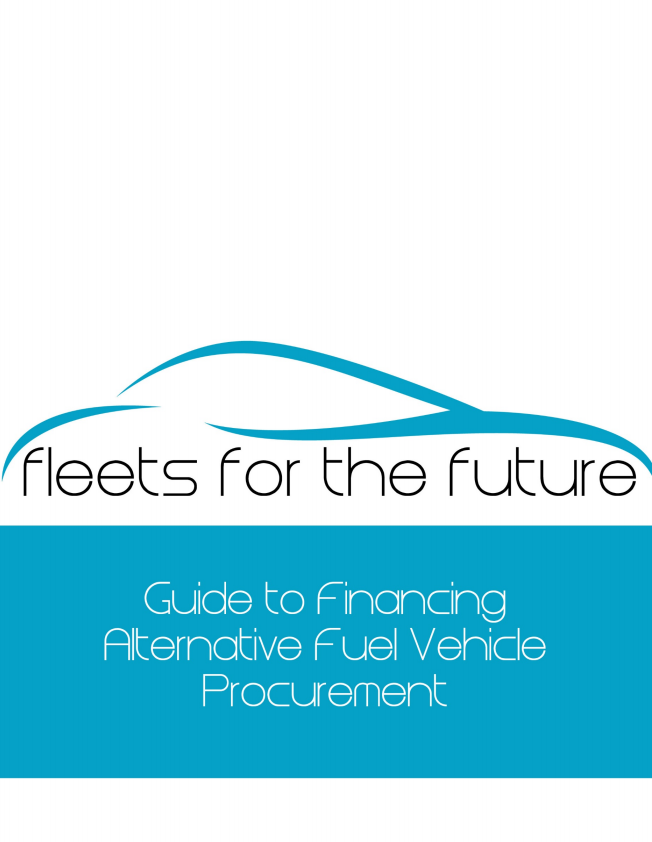 fleets for the future
Guide to Financing
Alternative Fuel Vehicle
Procurement